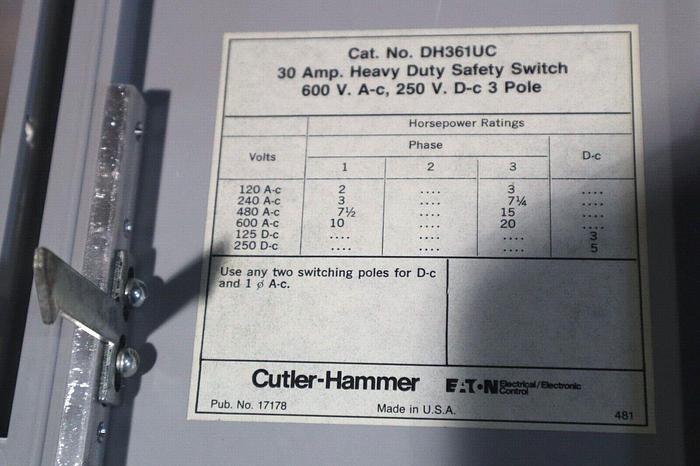 Cat. No. DH361UC
30 Amp. Heavy Duty Safety Switch
600 V. A-c, 250 V. D-c 3 Pole
Horsepower Ratings
Volts Phase D-c
1 2 3
120 A-c 2 .... 3 ....
240 A-c 3 .... 7¼ ....
480 A-c 7½ .... 15 ....
600 A-c 10 .... 20 ....
125 D-c .... .... .... 3
250 D-c .... .... .... 5
Use any two switching poles for D-c
and 1 ø A-c.
Cutler-Hammer EATON Electrical/Electronic
Control
Pub. No. 17178 Made in U.S.A. 481